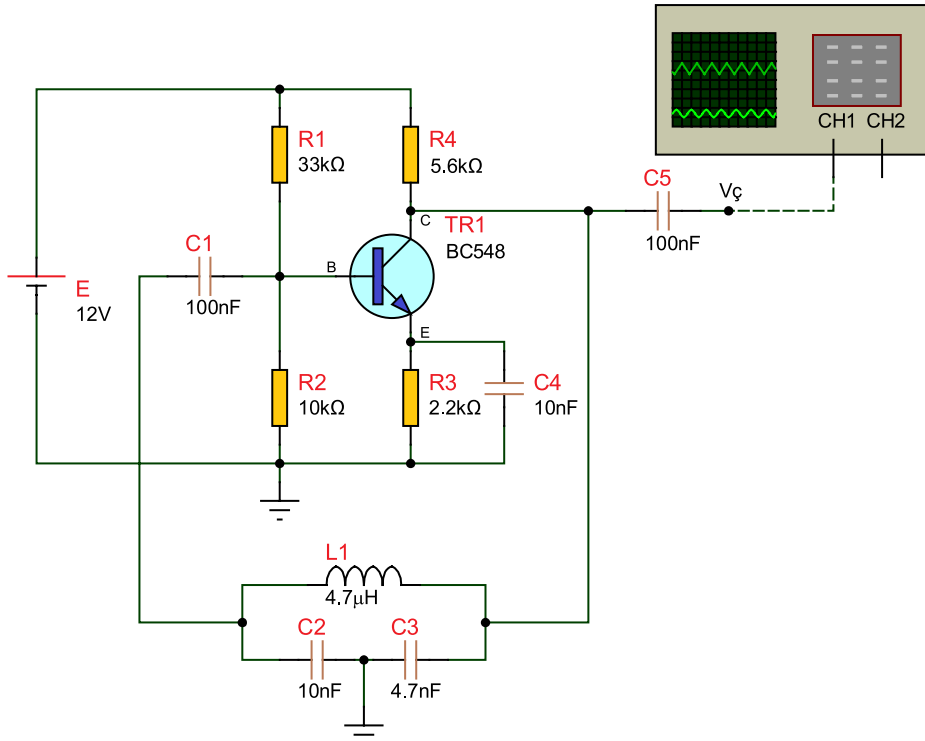 CH1 CH2
R1
33kΩ
R4
5.6kΩ
C5
100nF
Vç
C
TR1
BC548
C1
100nF
B
E
12V
E
R2
10kΩ
R3
2.2kΩ
C4
10nF
L1
4.7μH
C2
10nF
C3
4.7nF